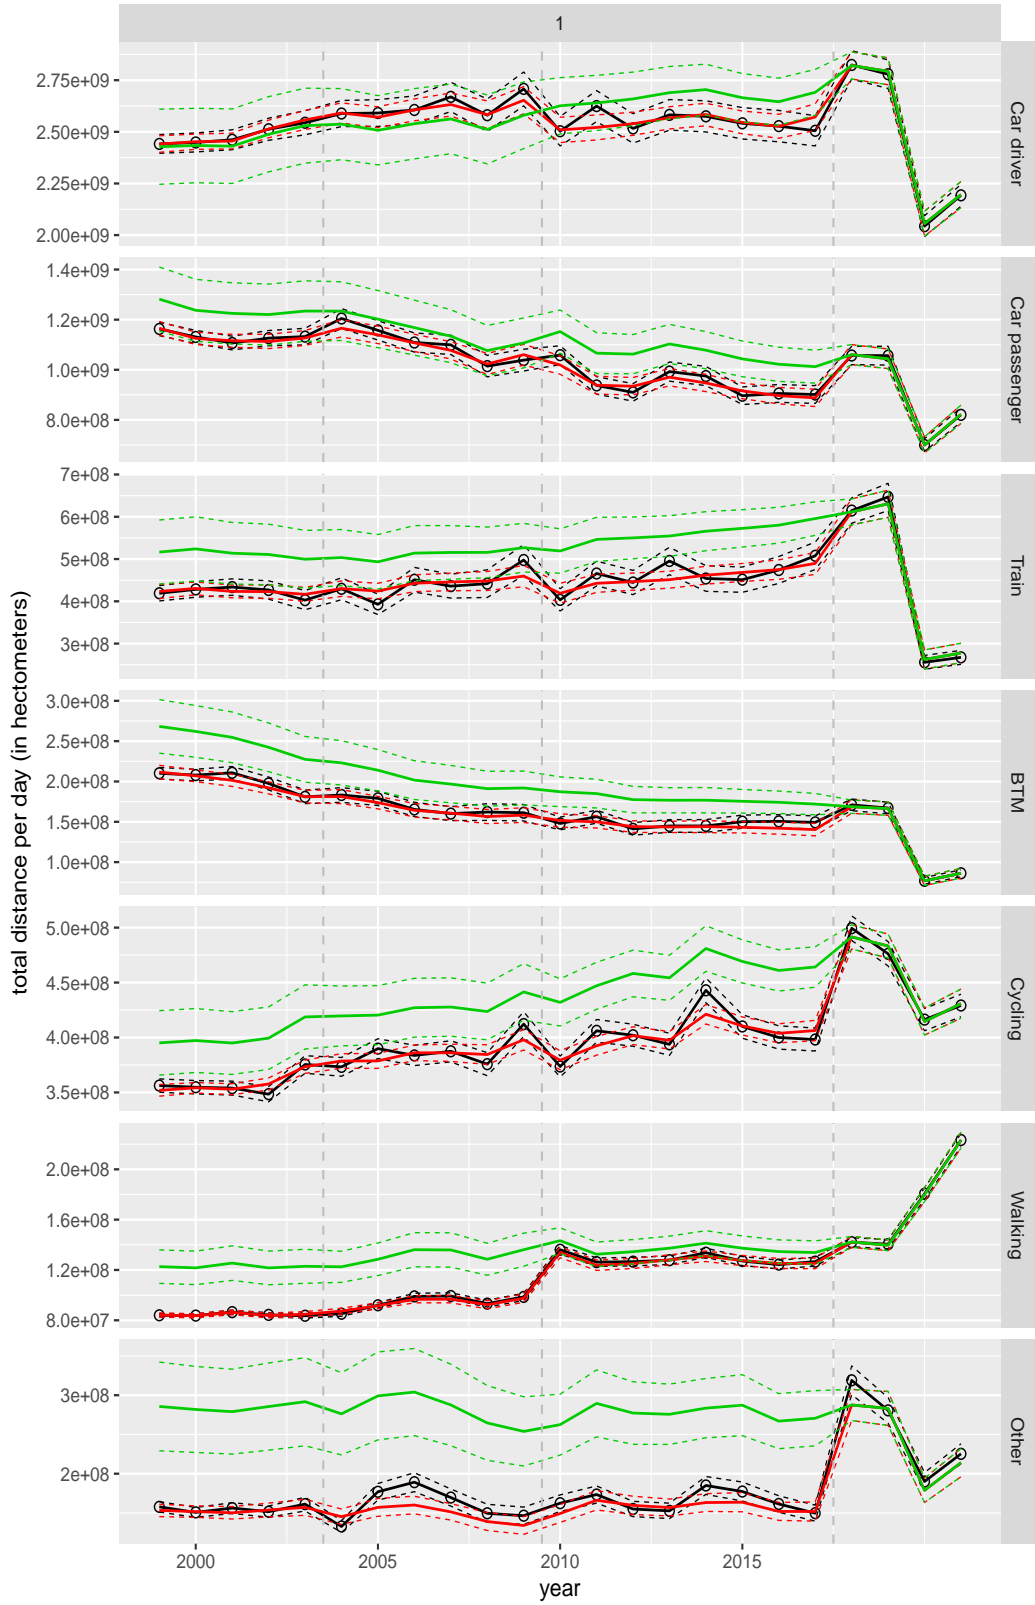 1
2.75e+09
2.50e+09
2.25e+09
2.00e+09
Car driver
1.4e+09
1.2e+09
1.0e+09
8.0e+08
Car passenger
7e+08
6e+08
5e+08
4e+08
3e+08
Train
3.0e+08
2.5e+08
2.0e+08
1.5e+08
1.0e+08
BTM
5.0e+08
4.5e+08
4.0e+08
3.5e+08
Cycling
2.0e+08
1.6e+08
1.2e+08
8.0e+07
Walking
3e+08
2e+08
Other
total distance per day (in hectometers)
2000 2005 2010 2015
year